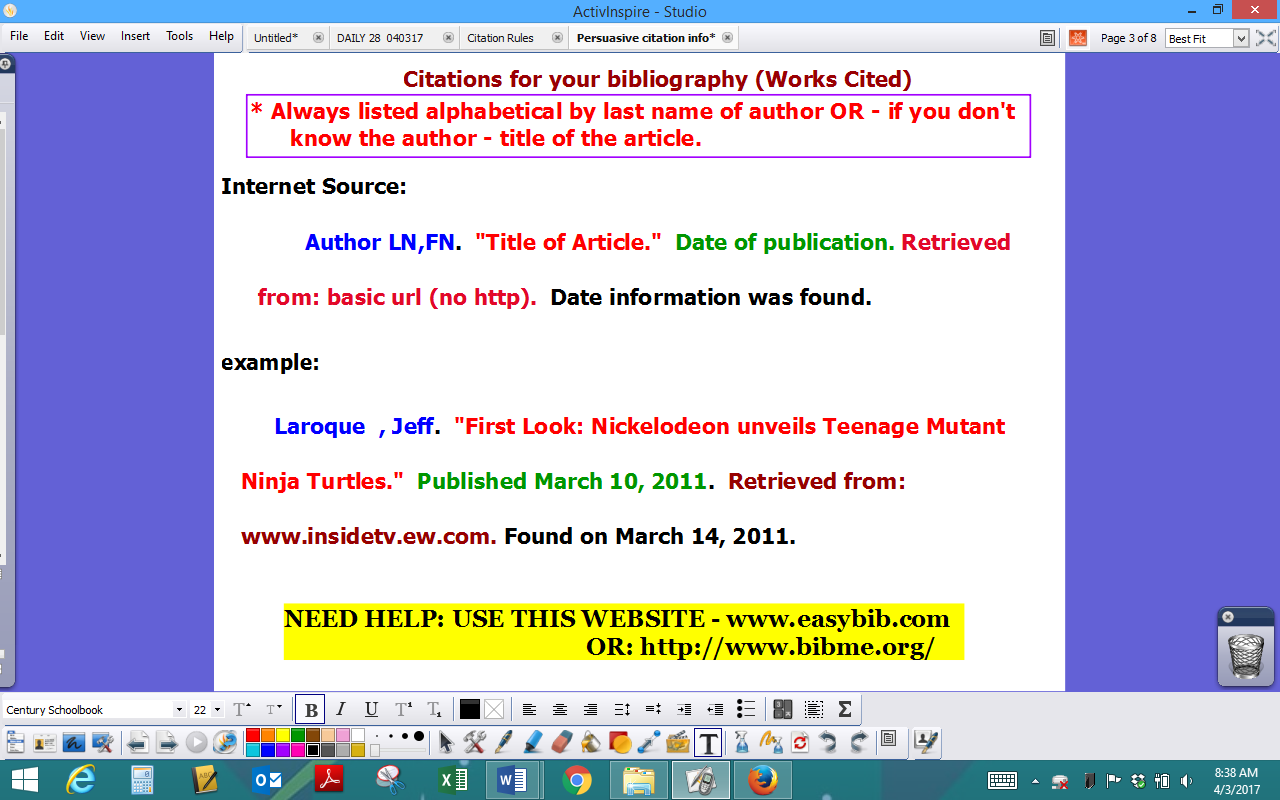 ActivInspire - Studio
File Edit View Insert Tools Help Untitled* DAILY 28 040317 Citation Rules Persuasive citation info* Page 3 of 8 Best Fit
Citations for your bibliography (Works Cited)
* Always listed alphabetical by last name of author OR - if you don't
know the author - title of the article.
Internet Source:
Author LN,FN. "Title of Article." Date of publication. Retrieved
from: basic url (no http). Date information was found.
example:
Laroque , Jeff. "First Look: Nickelodeon unveils Teenage Mutant
Ninja Turtles." Published March 10, 2011. Retrieved from:
www.insidetv.ew.com. Found on March 14, 2011.
NEED HELP: USE THIS WEBSITE - www.easybib.com
OR: http://www.bibme.org/
Century Schoolbook 22
8:38 AM
4/3/2017